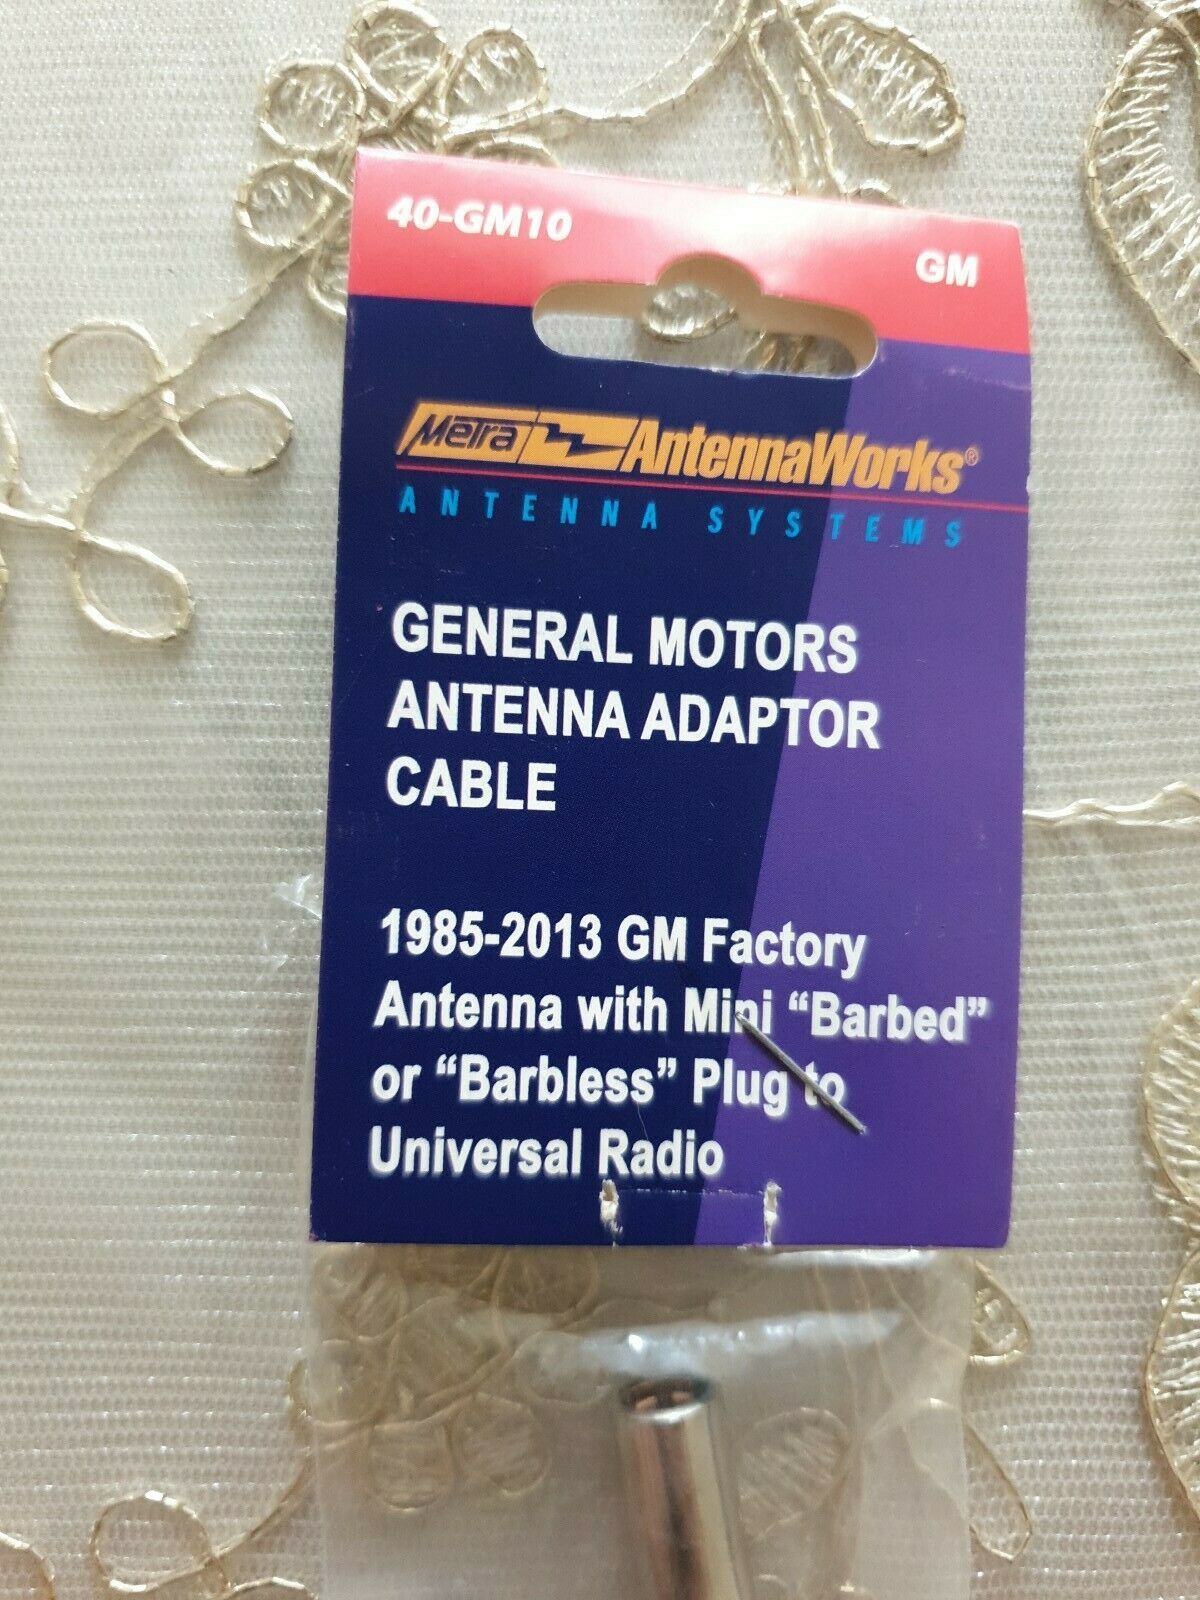 40-GM10
GM
Metra AntennaWorks®
ANTENNA SYSTEMS
GENERAL MOTORS
ANTENNA ADAPTOR
CABLE
1985-2013 GM Factory
Antenna with Mini “Barbed”
or “Barbless” Plug to
Universal Radio